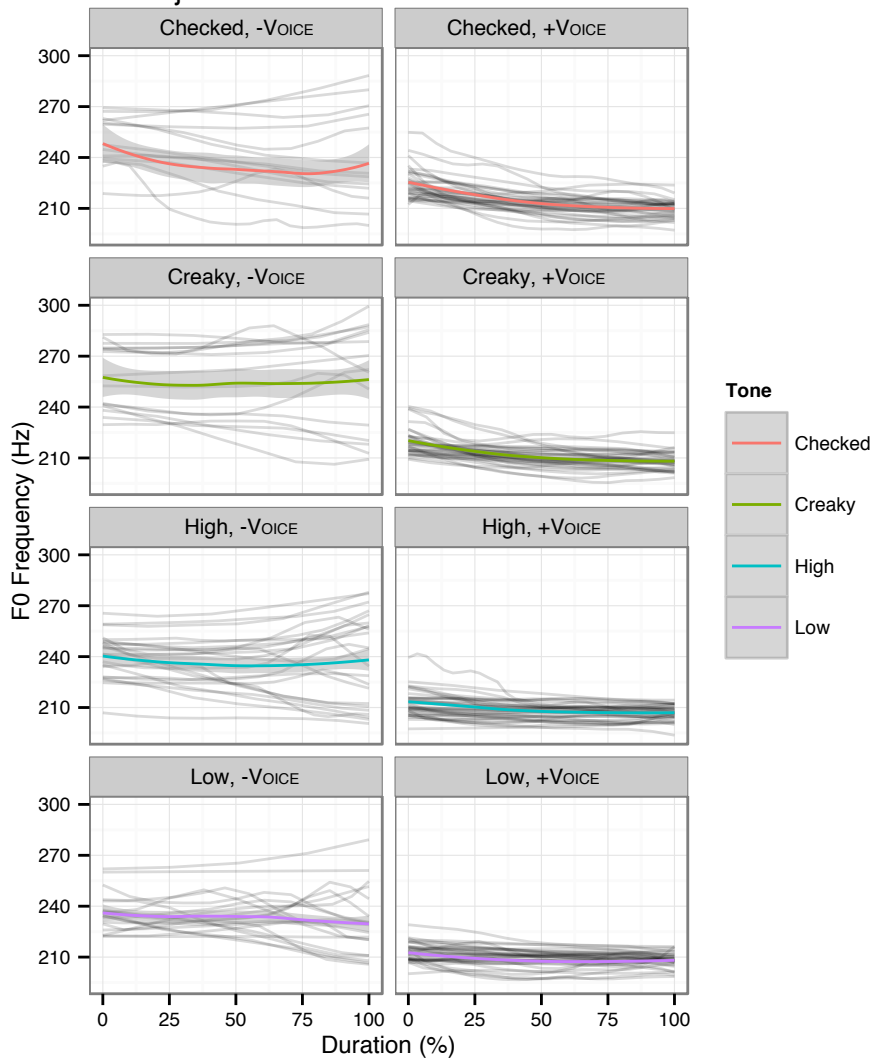 Checked, -VOICE
Checked, +VOICE
300
270
240
210
Creaky, -VOICE
Creaky, +VOICE
300
270
240
210
High, -VOICE
High, +VOICE
300
270
240
210
Low, -VOICE
Low, +VOICE
300
270
240
210
0 25 50 75 100
0 25 50 75 100
Duration (%)
F0 Frequency (Hz)
Tone
Checked
Creaky
High
Low